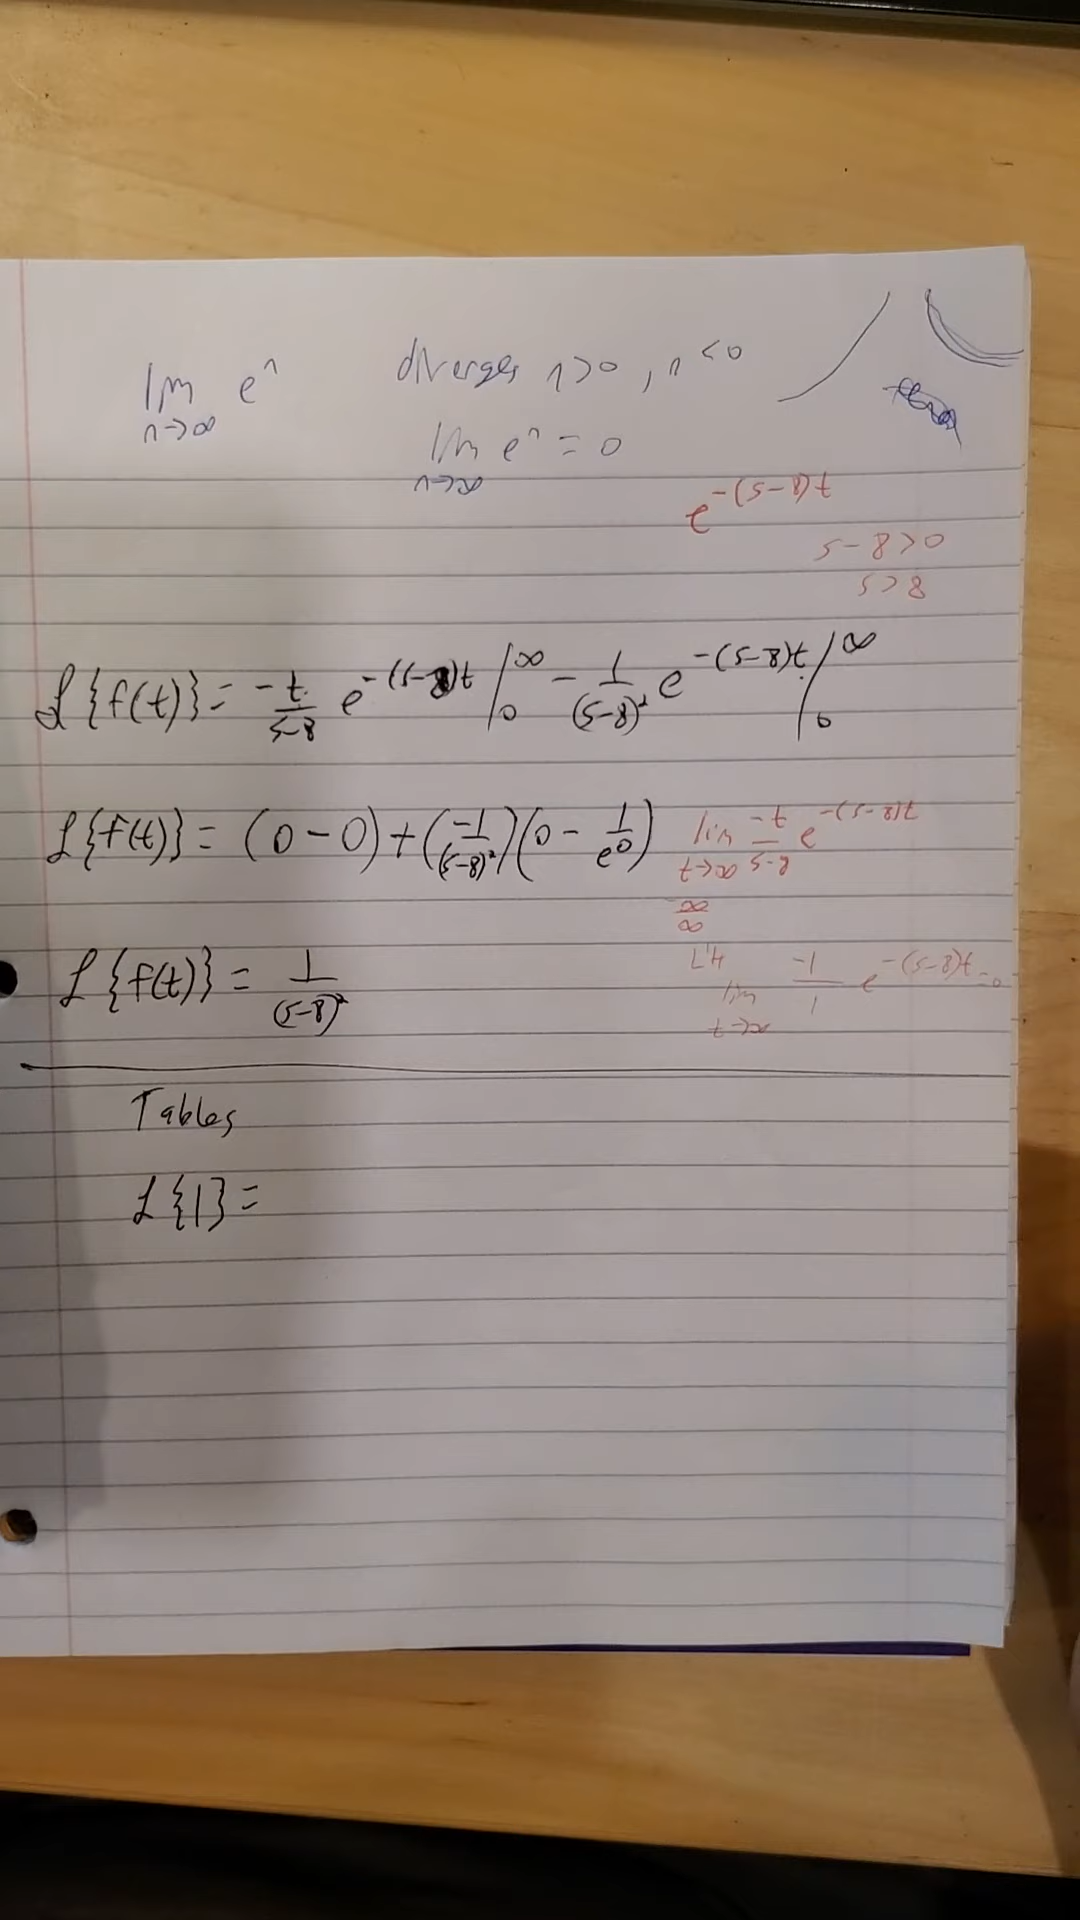 lim e^n diverges n>0, n<0
n→∞
lim e^n = 0
n→∞
e^-(s-8)t
s-8>0
s>8
ℒ{f(t)} = -t/(s-8) e^-(s-8)t |₀^∞ - 1/(s-8)² e^-(s-8)t |₀^∞
ℒ{f(t)} = (0-0)+(-1/(s-8)²)(0 - 1/e⁰)
lim -t/(s-8) e^-(s-8)t
t→∞
∞/∞
L'H
lim -1/1 e^-(s-8)t = 0
t→∞
ℒ{f(t)} = 1/(s-8)²
Tables
ℒ{1} =